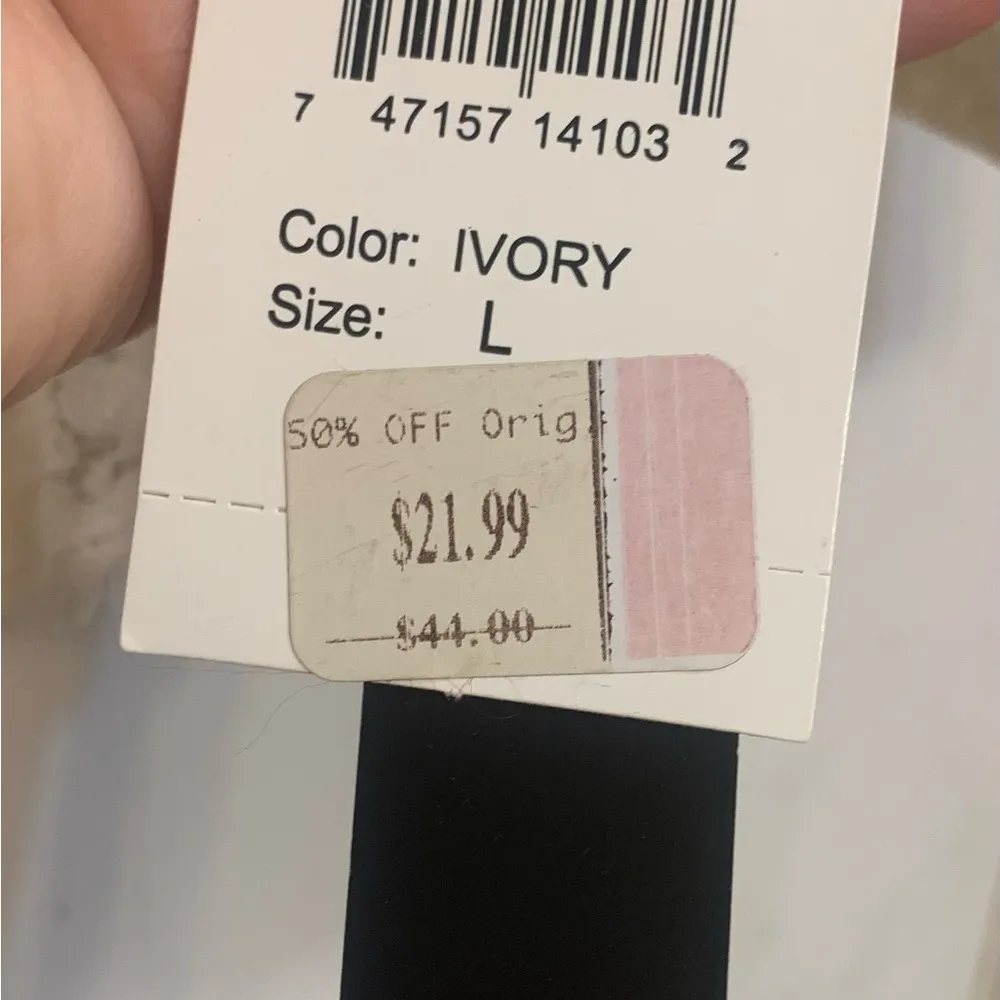 7 47157 14103 2
Color: IVORY
Size: L
50% OFF Orig
$21.99
$44.00